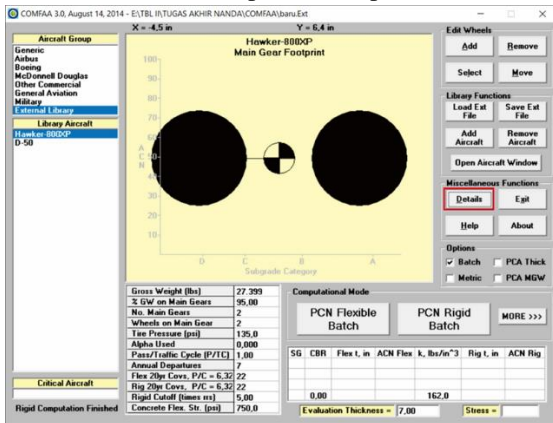 COMFAA 3.0, August 14, 2014 - E:\TBL II\TUGAS AKHIR NANDA\COMFAA\baru.Ext
Aircraft Group
Generic
Airbus
Boeing
McDonnell Douglas
Other Commercial
General Aviation
Military
External Library
Library Aircraft
Hawker-800XP
D-50
Critical Aircraft
Rigid Computation Finished
X = -4,5 in Y = 6,4 in
Hawker-800XP
Main Gear Footprint
100
90
80
70
60
A
C 50
N
40
30
20
10
D C B A
Subgrade Category
Gross Weight (lbs) 27.399
% GW on Main Gears 95,00
No. Main Gears 2
Wheels on Main Gear 2
Tire Pressure (psi) 135,0
Alpha Used 0,000
Pass/Traffic Cycle (P/TC) 1,00
Annual Departures 7
Flex 20yr Covs, P/C = 6,32 22
Rig 20yr Covs, P/C = 6,32 22
Rigid Cutoff (times rs) 5,00
Concrete Flex. Str. (psi) 750,0
Edit Wheels
Add Remove
Select Move
Library Functions
Load Ext File Save Ext File
Add Aircraft Remove Aircraft
Open Aircraft Window
Miscellaneous Functions
Details Exit
Help About
Options
Batch PCA Thick
Metric PCA MGW
Computational Mode
PCN Flexible Batch PCN Rigid Batch MORE >>>
SG CBR Flex t, in ACN Flex k, lbs/in^3 Rig t, in ACN Rig
0,00 162,0
Evaluation Thickness = 7,00 Stress =